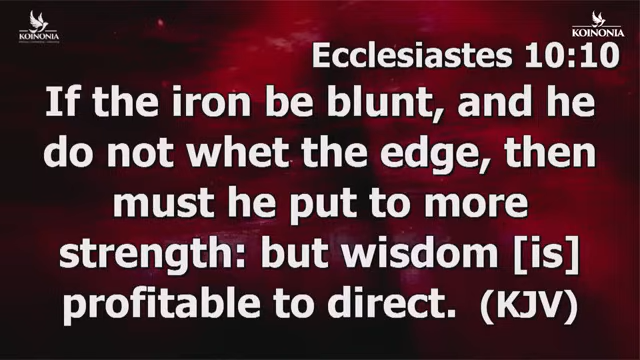 KOINONIA
KOINONIA
Ecclesiastes 10:10
If the iron be blunt, and he
do not whet the edge, then
must he put to more
strength: but wisdom [is]
profitable to direct. (KJV)